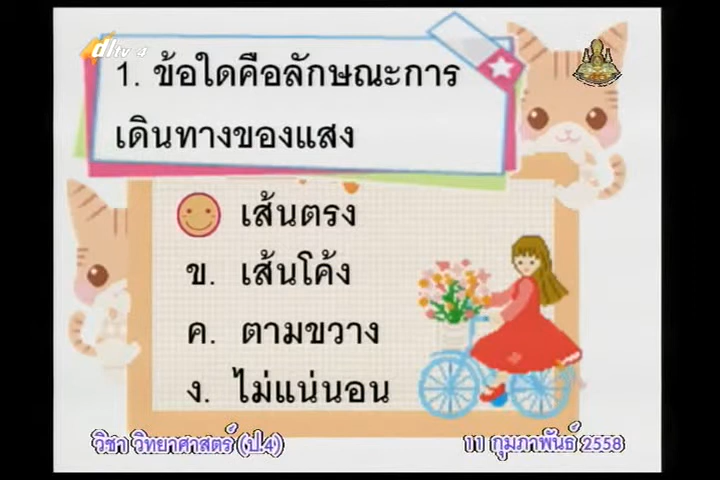 dltv 4
1. ข้อใดคือลักษณะการ
เดินทางของแสง
เส้นตรง
ข. เส้นโค้ง
ค. ตามขวาง
ง. ไม่แน่นอน
วิชา วิทยาศาสตร์ (ป.4)
11 กุมภาพันธ์ 2558